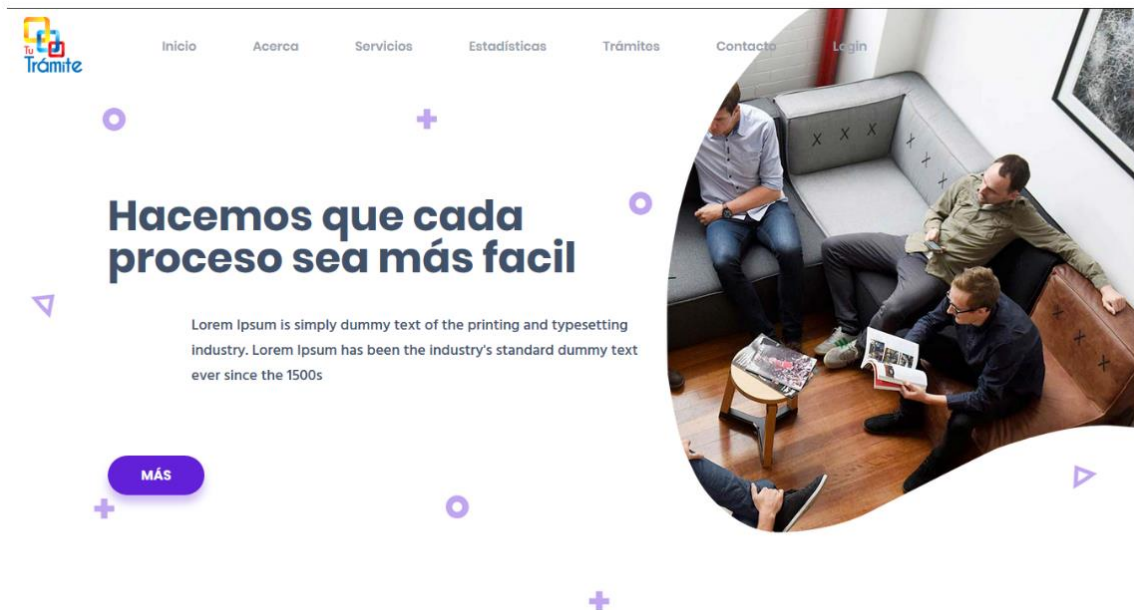 Tu
Trámite
Inicio Acerca Servicios Estadísticas Trámites Contacto Login
Hacemos que cada
proceso sea más facil
Lorem Ipsum is simply dummy text of the printing and typesetting
industry. Lorem Ipsum has been the industry's standard dummy text
ever since the 1500s
MÁS